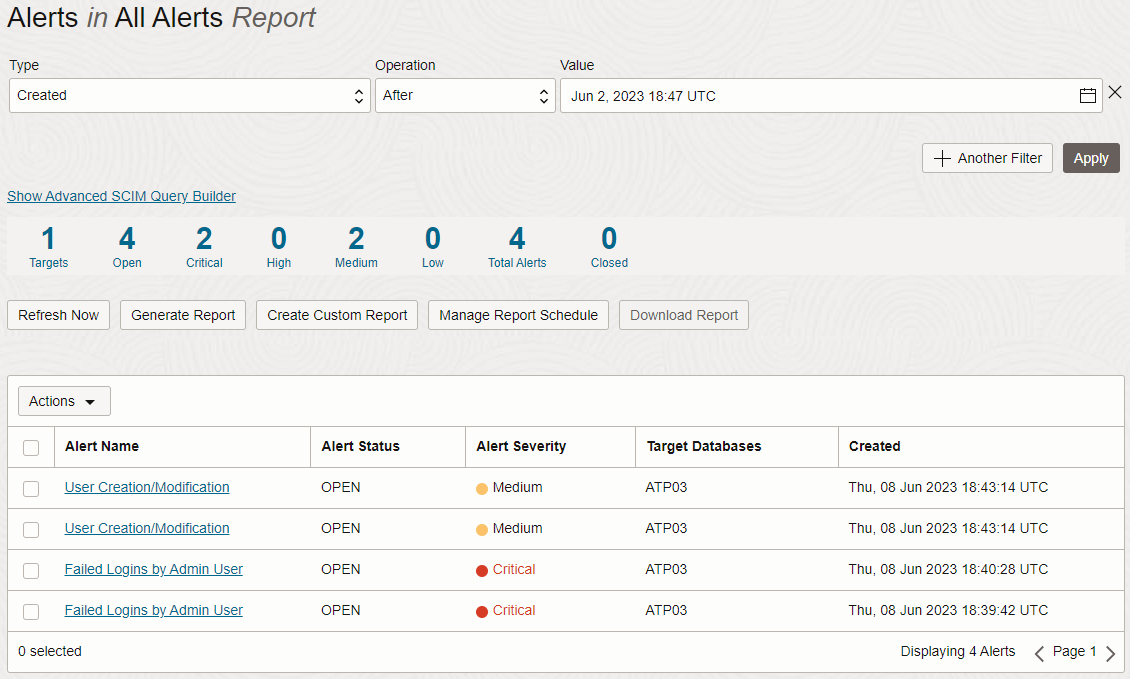 Alerts in All Alerts Report
Type Operation Value
Created After Jun 2, 2023 18:47 UTC
Another Filter Apply
Show Advanced SCIM Query Builder
1 4 2 0 2 0 4 0
Targets Open Critical High Medium Low Total Alerts Closed
Refresh Now Generate Report Create Custom Report Manage Report Schedule Download Report
Actions
Alert Name Alert Status Alert Severity Target Databases Created
User Creation/Modification OPEN Medium ATP03 Thu, 08 Jun 2023 18:43:14 UTC
User Creation/Modification OPEN Medium ATP03 Thu, 08 Jun 2023 18:43:14 UTC
Failed Logins by Admin User OPEN Critical ATP03 Thu, 08 Jun 2023 18:40:28 UTC
Failed Logins by Admin User OPEN Critical ATP03 Thu, 08 Jun 2023 18:39:42 UTC
0 selected Displaying 4 Alerts Page 1